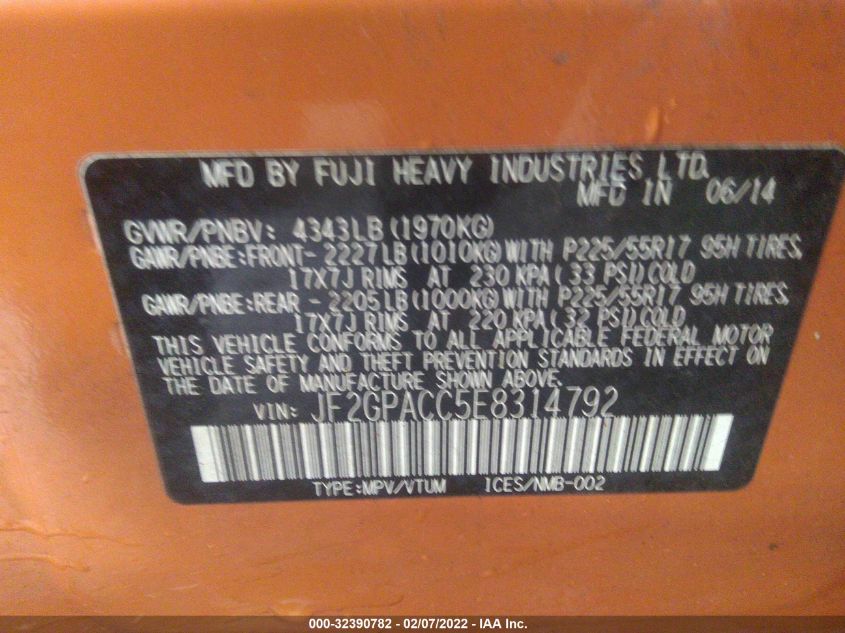 MFD BY FUJI HEAVY INDUSTRIES LTD.
MFD IN 06/14
GVWR/PNBV: 4343LB(1970KG)
GAWR/PNBE:FRONT- 2227LB(1010KG)WITH P225/55R17 95H TIRES,
17X7J RIMS AT 230 KPA(33 PSI)COLD
GAWR/PNBE:REAR - 2205LB(1000KG)WITH P225/55R17 95H TIRES,
17X7J RIMS AT 220 KPA(32 PSI)COLD
THIS VEHICLE CONFORMS TO ALL APPLICABLE FEDERAL MOTOR
VEHICLE SAFETY AND THEFT PREVENTION STANDARDS IN EFFECT ON
THE DATE OF MANUFACTURE SHOWN ABOVE.
VIN: JF2GPACC5E8314792
TYPE:MPV/VTUM ICES/NMB-002
000-32390782 - 02/07/2022 - IAA Inc.